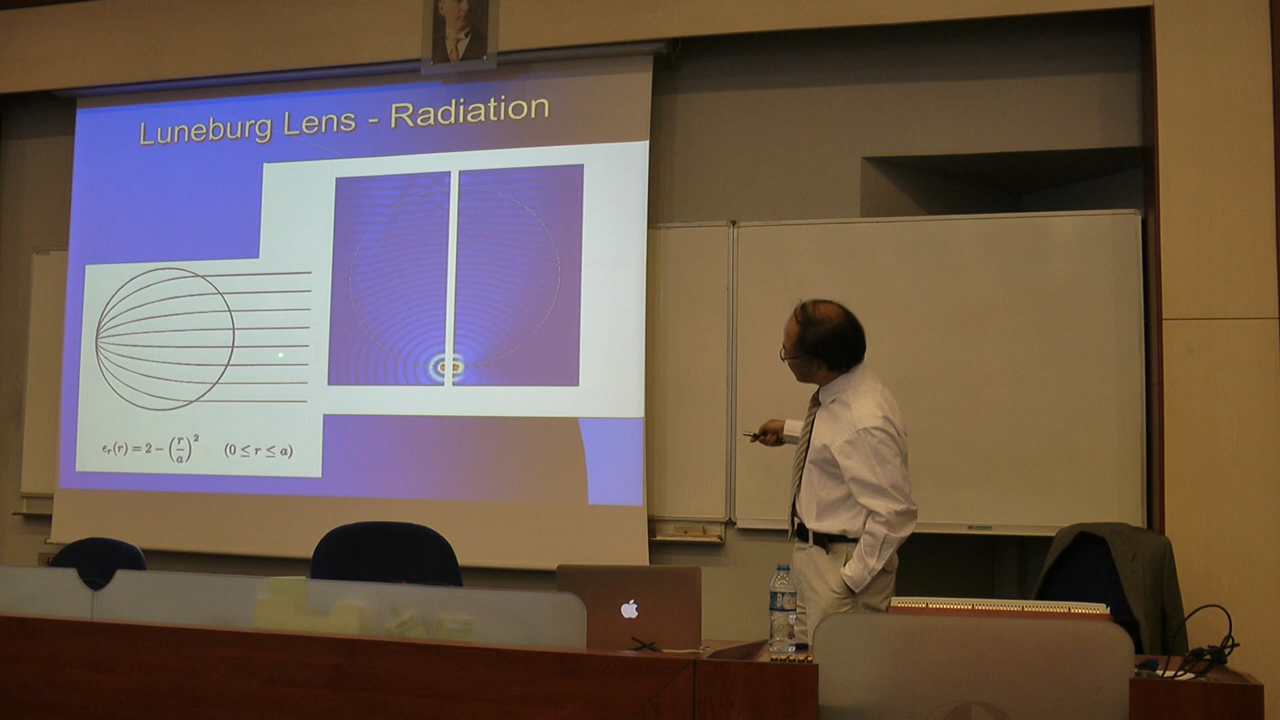 Luneburg Lens - Radiation
ϵᵣ(r) = 2 − (r/a)² (0 ≤ r ≤ a)